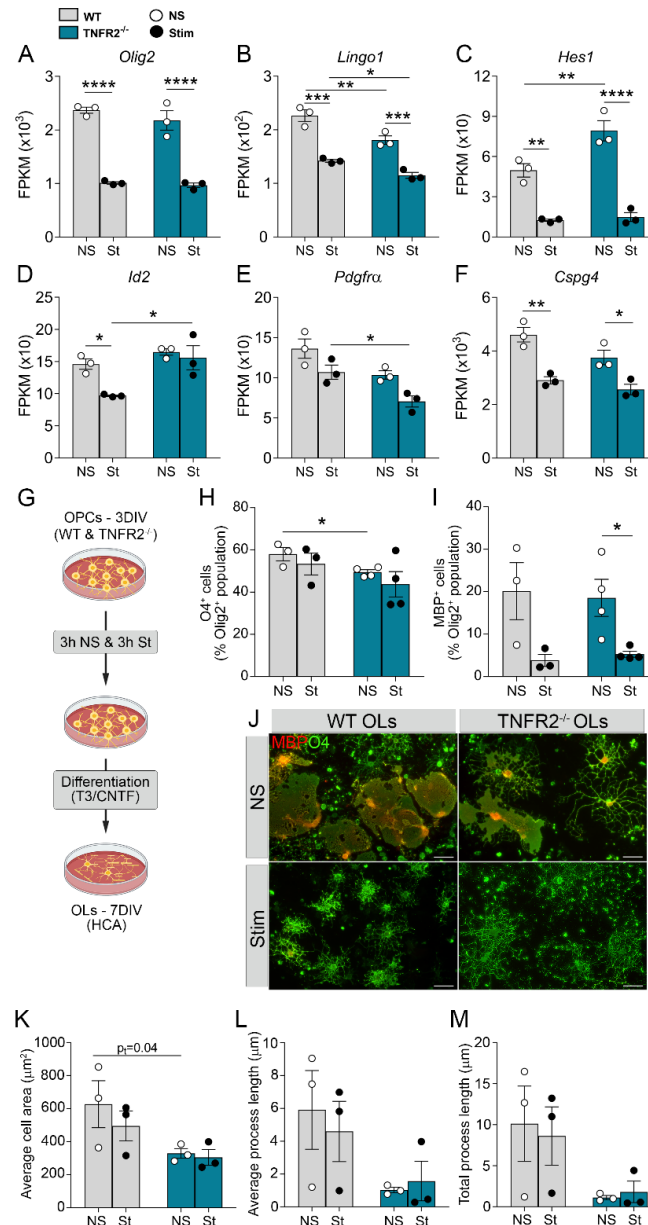 WT NS
TNFR2-/- Stim
A Olig2
FPKM (x10³)
3
2
1
0
**** ****
NS St NS St
B Lingo1
FPKM (x10²)
3
2
1
0
*
**
*** ***
NS St NS St
C Hes1
FPKM (x10)
12
9
6
3
0
** ****
**
NS St NS St
D Id2
FPKM (x10)
20
15
10
5
0
*
*
NS St NS St
E Pdgfrα
FPKM (x10)
20
15
10
5
0
*
NS St NS St
F Cspg4
FPKM (x10³)
6
4
2
0
** *
NS St NS St
G
OPCs - 3DIV
(WT & TNFR2-/-)
3h NS & 3h St
Differentiation
(T3/CNTF)
OLs - 7DIV
(HCA)
H
O4⁺ cells
(% Olig2⁺ population)
80
60
40
20
0
*
NS St NS St
I
MBP⁺ cells
(% Olig2⁺ population)
40
30
20
10
0
*
NS St NS St
J WT OLs TNFR2-/- OLs
MBPO4
NS
Stim
K
Average cell area (μm²)
1000
800
600
400
200
0
pt=0.04
NS St NS St
L
Average process length (μm)
10
8
6
4
2
0
NS St NS St
M
Total process length (μm)
20
15
10
5
0
NS St NS St